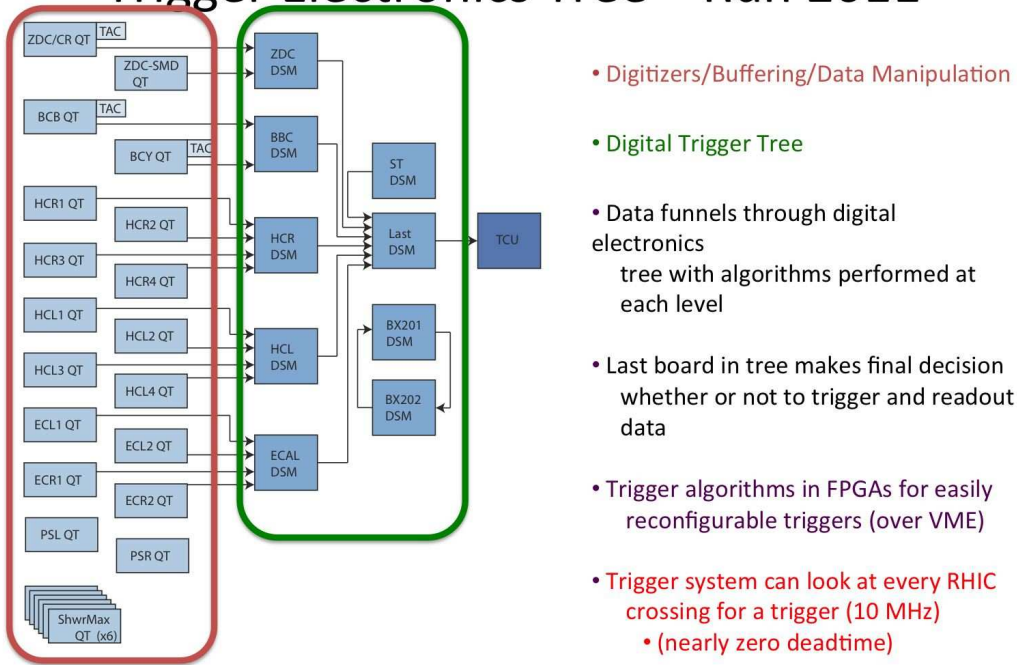 Trigger Electronics Tree – Run 2011
ZDC/CR QT
TAC
ZDC-SMD
QT
BCB QT
TAC
BCY QT
TAC
HCR1 QT
HCR2 QT
HCR3 QT
HCR4 QT
HCL1 QT
HCL2 QT
HCL3 QT
HCL4 QT
ECL1 QT
ECL2 QT
ECR1 QT
ECR2 QT
PSL QT
PSR QT
ShwrMax
QT (x6)
ZDC
DSM
BBC
DSM
HCR
DSM
HCL
DSM
ECAL
DSM
ST
DSM
Last
DSM
BX201
DSM
BX202
DSM
TCU
• Digitizers/Buffering/Data Manipulation
• Digital Trigger Tree
• Data funnels through digital
electronics
tree with algorithms performed at
each level
• Last board in tree makes final decision
whether or not to trigger and readout
data
• Trigger algorithms in FPGAs for easily
reconfigurable triggers (over VME)
• Trigger system can look at every RHIC
crossing for a trigger (10 MHz)
• (nearly zero deadtime)